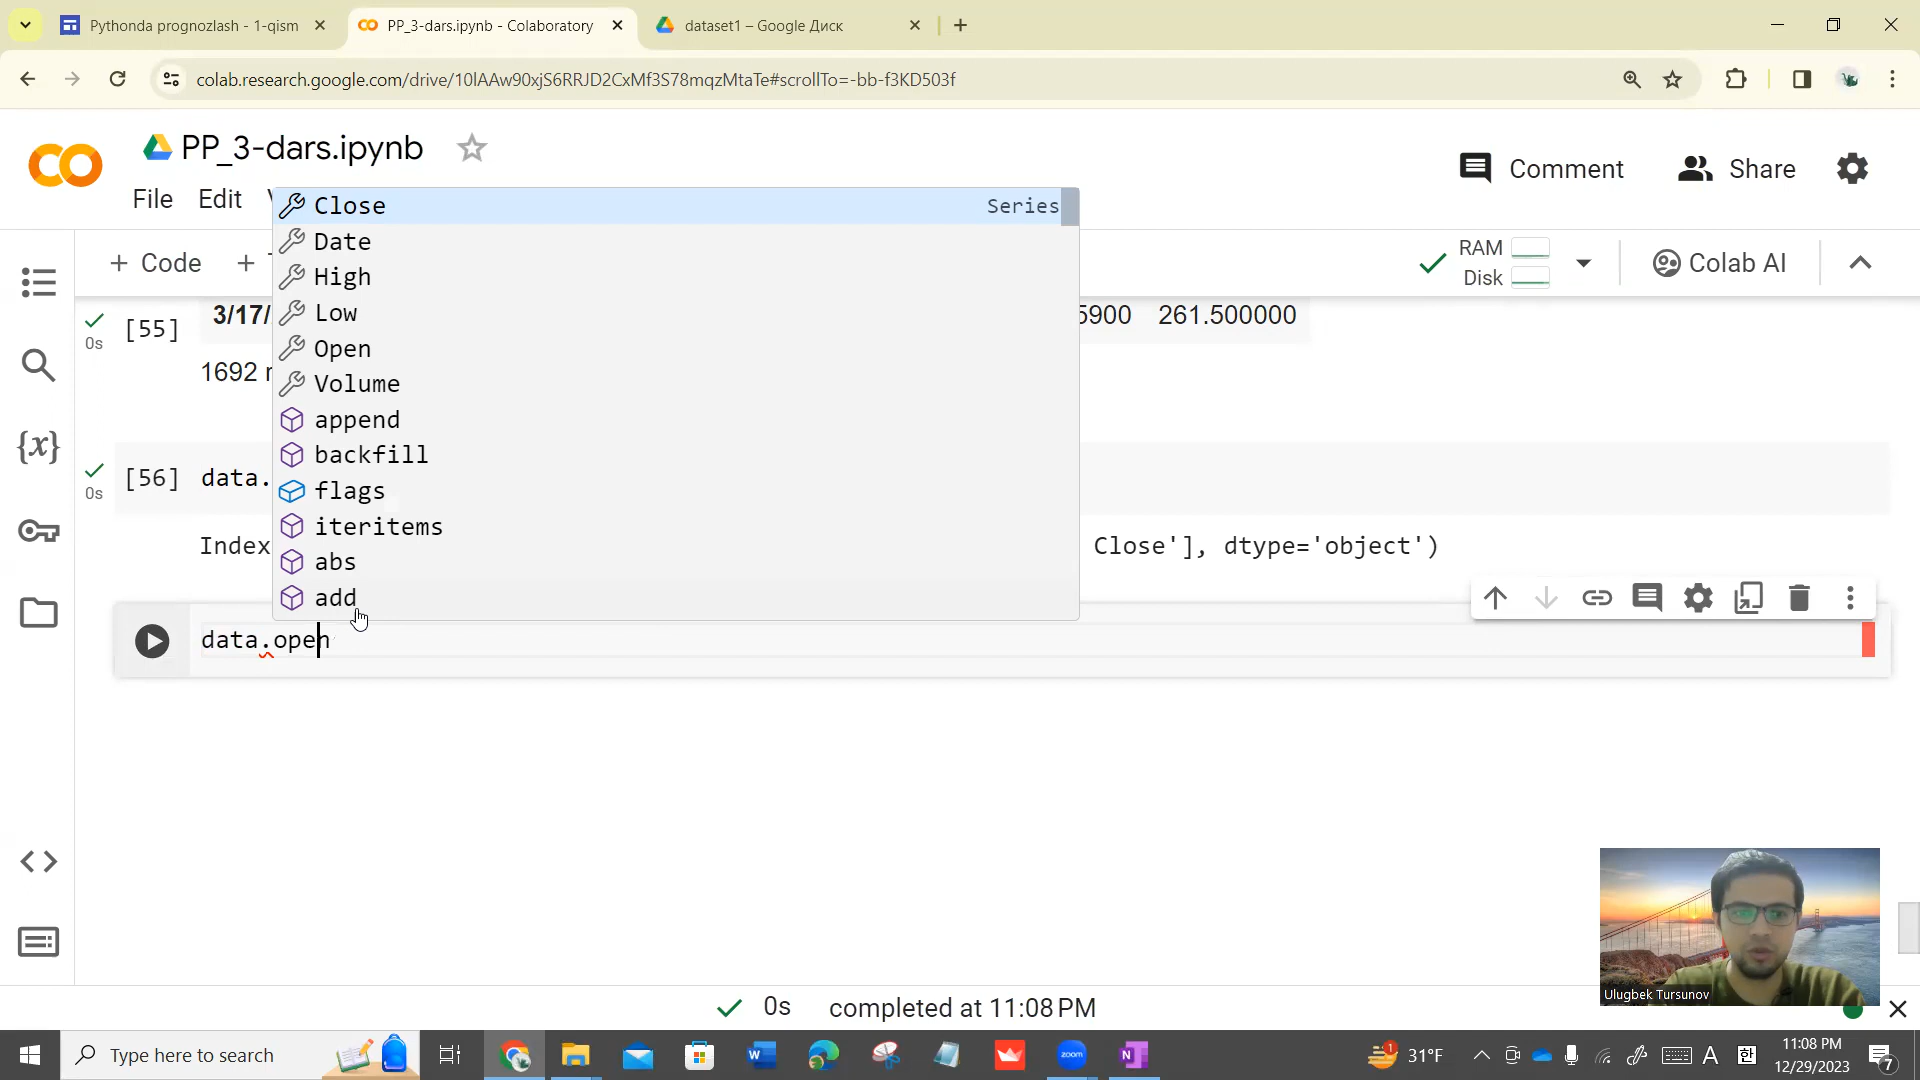 Pythonda prognozlash - 1-qism
PP_3-dars.ipynb - Colaboratory
dataset1 – Google Диск
colab.research.google.com/drive/10lAAw90xjS6RRJD2CxMf3S78mqzMtaTe#scrollTo=-bb-f3KD503f
PP_3-dars.ipynb
File Edit
Comment
Share
Close Series
Date
High
Low
Open
Volume
append
backfill
flags
iteritems
abs
add
+ Code +
RAM
Disk
Colab AI
0s [55] 3/17/ 5900 261.500000
1692 r
{x}
0s [56] data.
Index Close'], dtype='object')
data.open
Ulugbek Tursunov
0s completed at 11:08 PM
Type here to search
zoom
31°F
A
한
11:08 PM
12/29/2023
7